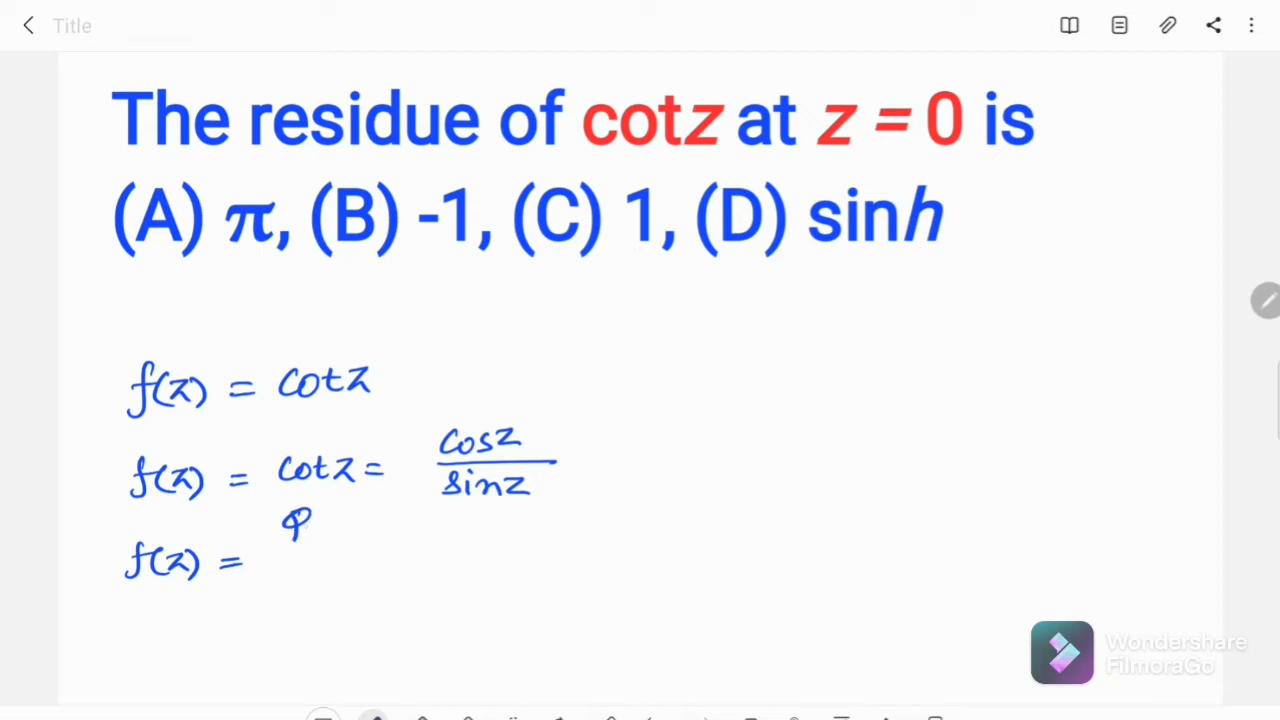 Title
The residue of cotz at z = 0 is
(A) π, (B) -1, (C) 1, (D) sinh
f(z) = cotz
f(z) = cotz = cosz / sinz
φ
f(z) =
Wondershare
FilmoraGo